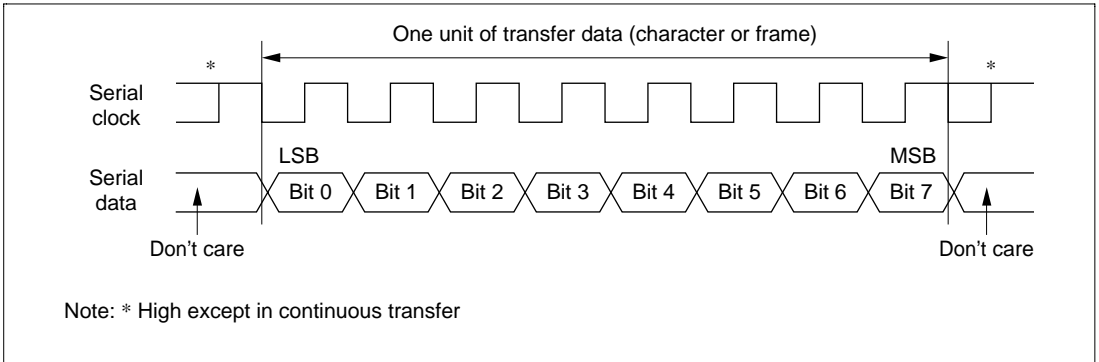 One unit of transfer data (character or frame)
* *
Serial
clock
LSB MSB
Serial
data
Bit 0 Bit 1 Bit 2 Bit 3 Bit 4 Bit 5 Bit 6 Bit 7
Don’t care Don’t care
Note: * High except in continuous transfer